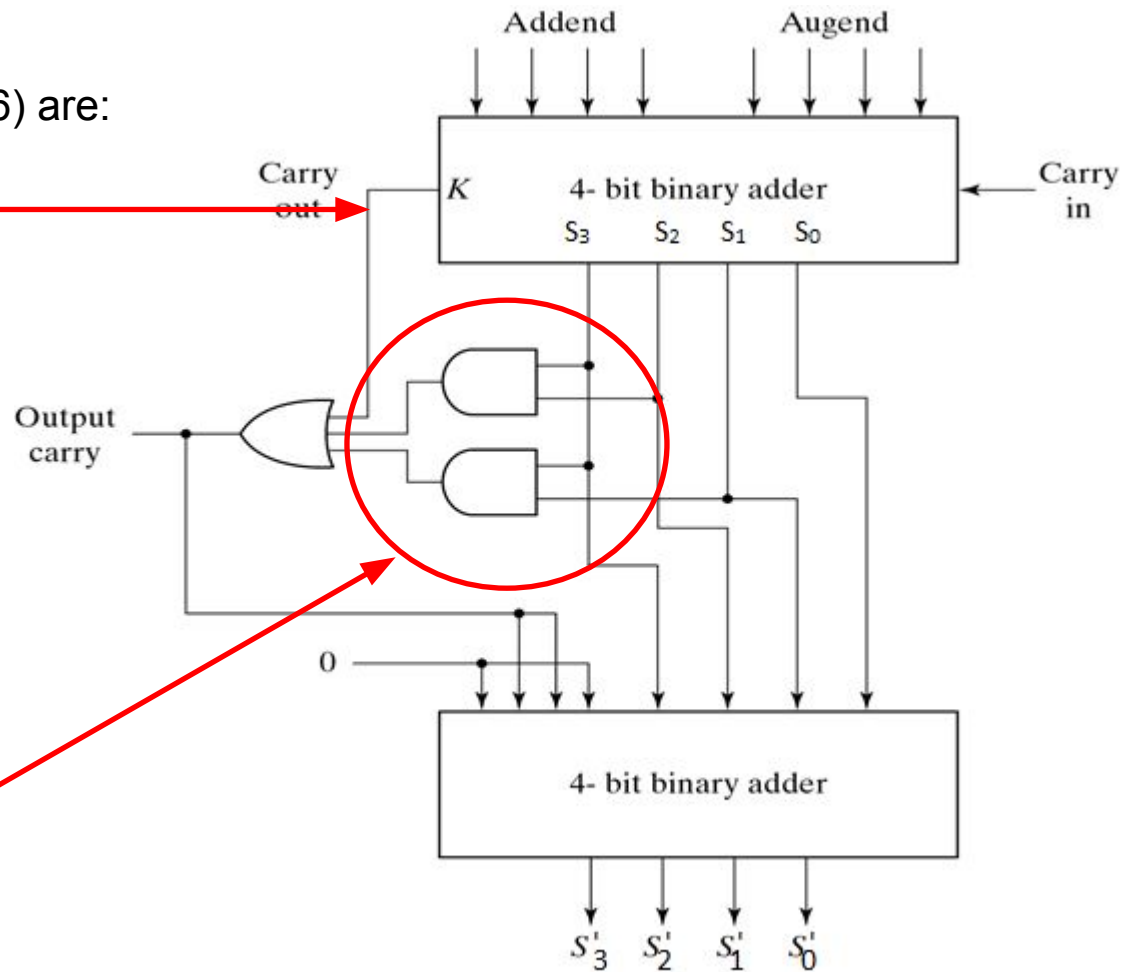 Addend Augend
6) are:
Carry out
K
4- bit binary adder
Carry in
S₃ S₂ S₁ S₀
Output carry
0
4- bit binary adder
S'₃ S'₂ S'₁ S'₀